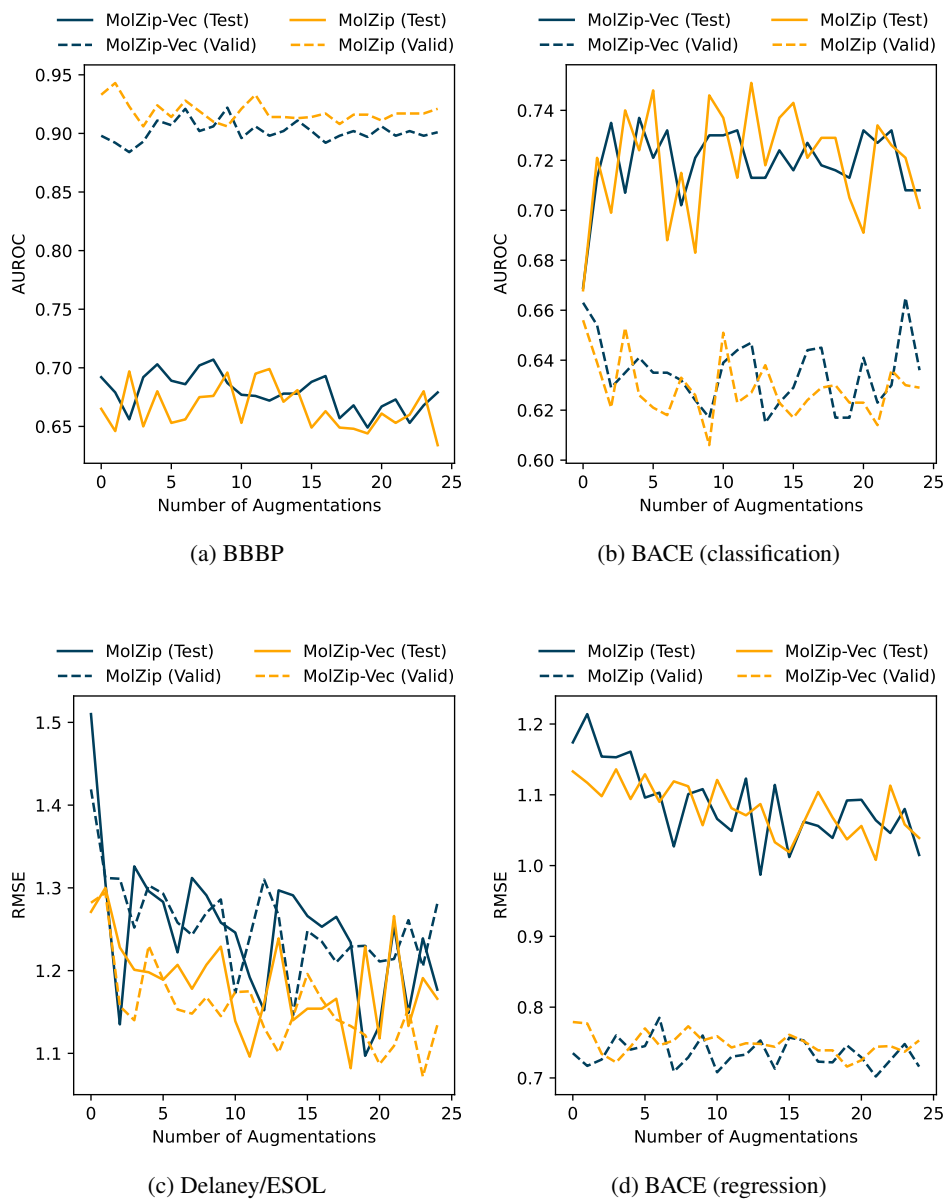 MolZip-Vec (Test) MolZip (Test)
MolZip-Vec (Valid) MolZip (Valid)
0.95
0.90
0.85
0.80
0.75
0.70
0.65
AUROC
0 5 10 15 20 25
Number of Augmentations
(a) BBBP
MolZip-Vec (Test) MolZip (Test)
MolZip-Vec (Valid) MolZip (Valid)
0.74
0.72
0.70
0.68
0.66
0.64
0.62
0.60
AUROC
0 5 10 15 20 25
Number of Augmentations
(b) BACE (classification)
MolZip (Test) MolZip-Vec (Test)
MolZip (Valid) MolZip-Vec (Valid)
1.5
1.4
1.3
1.2
1.1
RMSE
0 5 10 15 20 25
Number of Augmentations
(c) Delaney/ESOL
MolZip (Test) MolZip-Vec (Test)
MolZip (Valid) MolZip-Vec (Valid)
1.2
1.1
1.0
0.9
0.8
0.7
RMSE
0 5 10 15 20 25
Number of Augmentations
(d) BACE (regression)